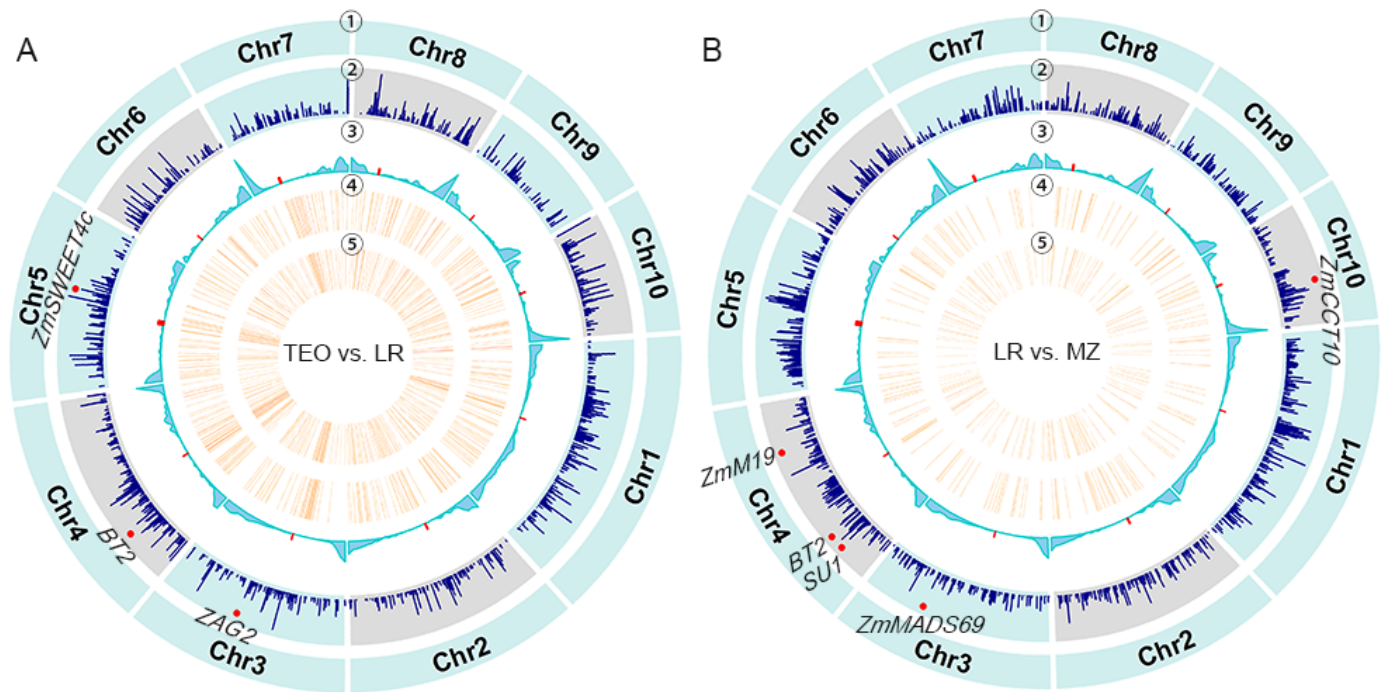 A
①
②
③
④
⑤
Chr7
Chr8
Chr6
Chr9
Chr5
Chr10
ZmSWEET4c
TEO vs. LR
Chr1
Chr4
BT2
ZAG2
Chr3
Chr2
B
①
②
③
④
⑤
Chr7
Chr8
Chr6
Chr9
Chr5
Chr10
ZmCCT10
LR vs. MZ
Chr1
ZmM19
Chr4
BT2
SU1
ZmMADS69
Chr3
Chr2